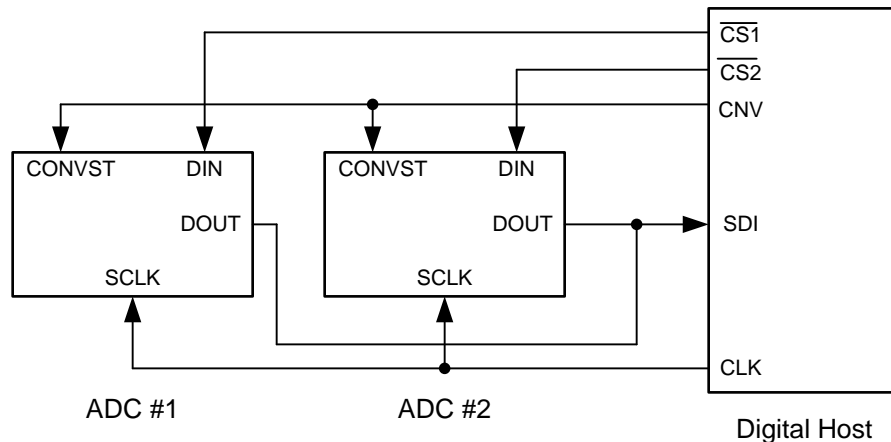 CS1
CS2
CNV
CONVST DIN
CONVST DIN
DOUT
DOUT
SDI
SCLK
SCLK
CLK
ADC #1
ADC #2
Digital Host